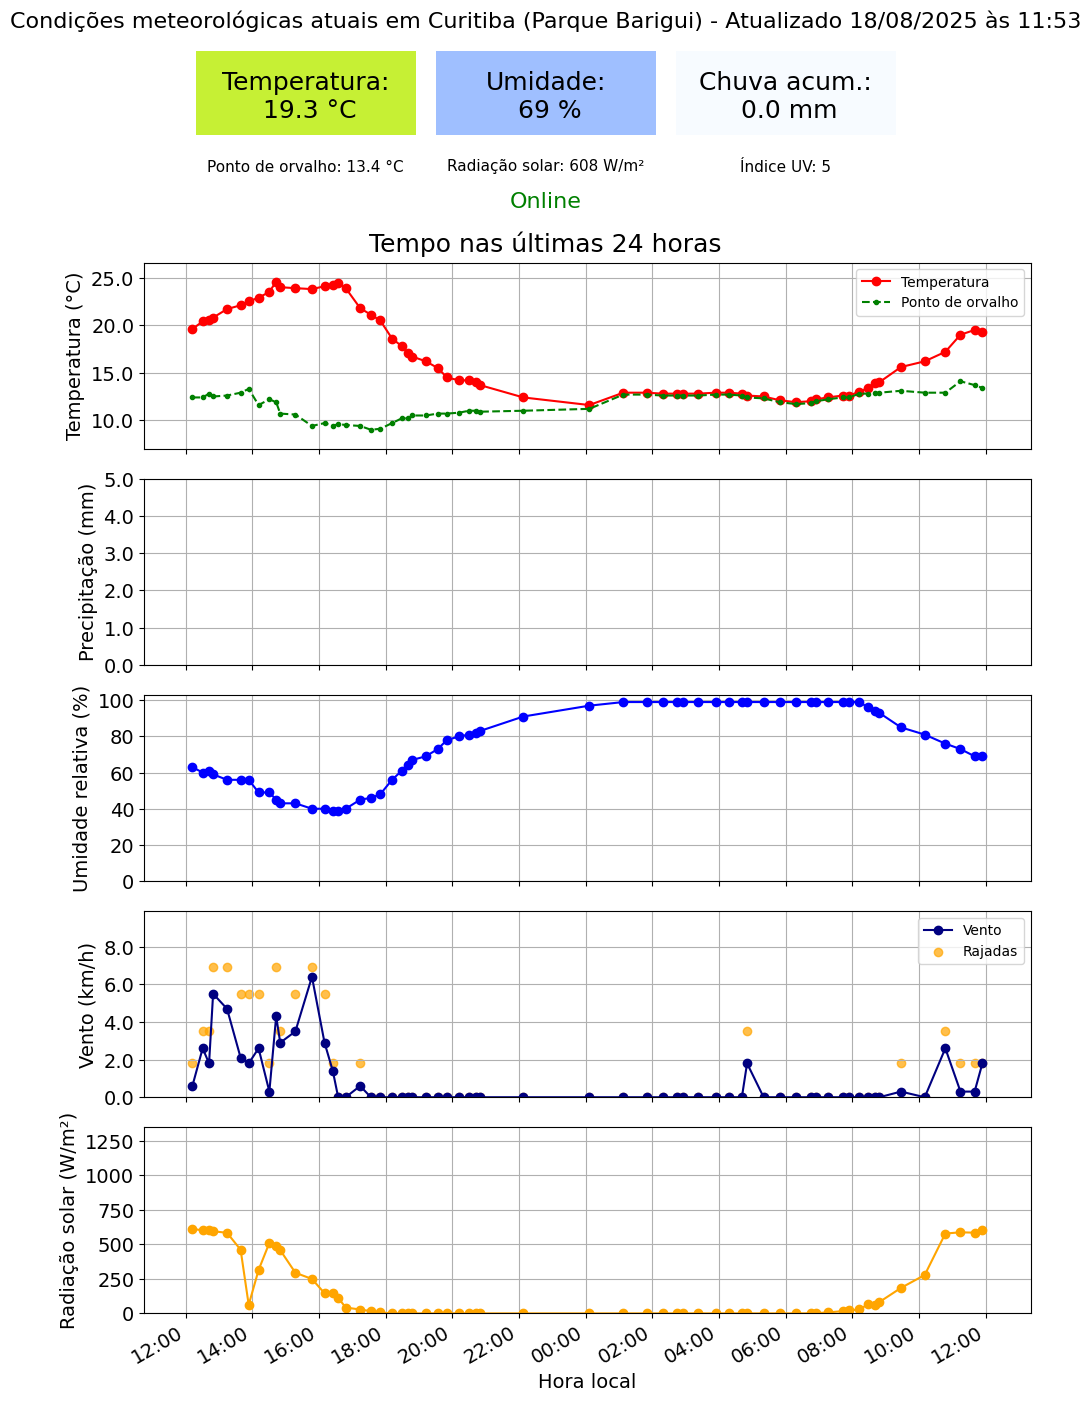 Condições meteorológicas atuais em Curitiba (Parque Barigui) - Atualizado 18/08/2025 às 11:53
Temperatura:
19.3 °C
Umidade:
69 %
Chuva acum.:
0.0 mm
Ponto de orvalho: 13.4 °C
Radiação solar: 608 W/m²
Índice UV: 5
Online
Tempo nas últimas 24 horas
Temperatura (°C)
25.0
20.0
15.0
10.0
Temperatura
Ponto de orvalho
Precipitação (mm)
5.0
4.0
3.0
2.0
1.0
0.0
Umidade relativa (%)
100
80
60
40
20
0
Vento (km/h)
8.0
6.0
4.0
2.0
0.0
Vento
Rajadas
Radiação solar (W/m²)
1250
1000
750
500
250
0
12:00
14:00
16:00
18:00
20:00
22:00
00:00
02:00
04:00
06:00
08:00
10:00
12:00
Hora local